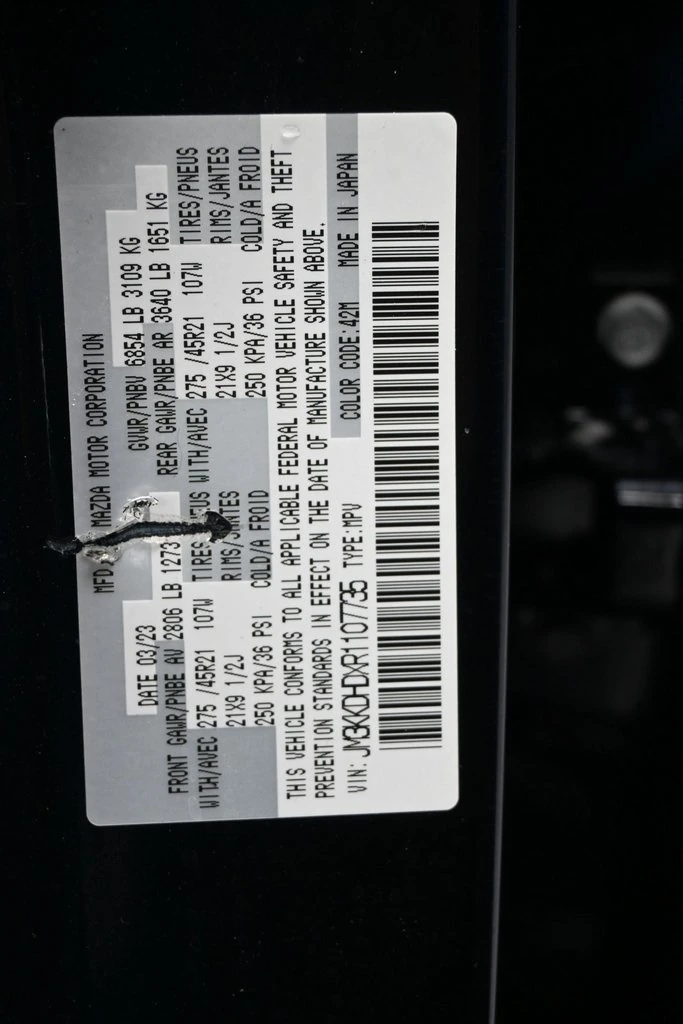 MFD. MAZDA MOTOR CORPORATION
DATE 03/23 GVWR/PNBV 6854 LB 3109 KG
FRONT GAWR/PNBE AV 2806 LB 1273 REAR GAWR/PNBE AR 3640 LB 1651 KG
WITH/AVEC 275 /45R21 107W TIRES US WITH/AVEC 275 /45R21 107W TIRES/PNEUS
21X9 1/2J RIMS/ TES 21X9 1/2J RIMS/JANTES
250 KPA/36 PSI COLD/A FROID 250 KPA/36 PSI COLD/A FROID
THIS VEHICLE CONFORMS TO ALL APPLICABLE FEDERAL MOTOR VEHICLE SAFETY AND THEFT
PREVENTION STANDARDS IN EFFECT ON THE DATE OF MANUFACTURE SHOWN ABOVE.
VIN: JM3KKDHDXR1107735 TYPE:MPV COLOR CODE:42M MADE IN JAPAN